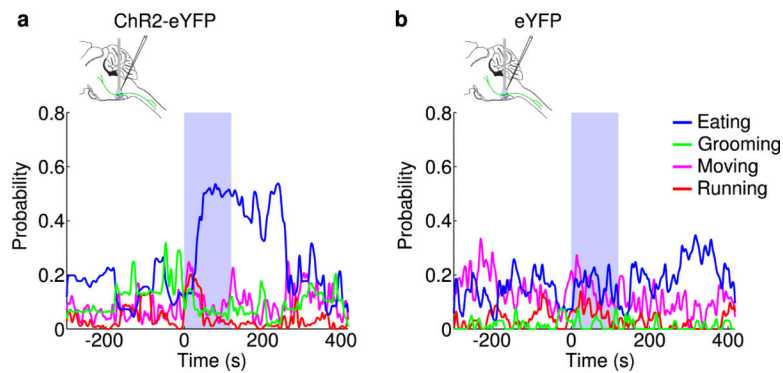 a ChR2-eYFP
0.8
0.6
0.4
0.2
0
Probability
-200 0 200 400
Time (s)
b eYFP
0.8
0.6
0.4
0.2
0
Probability
-200 0 200 400
Time (s)
Eating
Grooming
Moving
Running